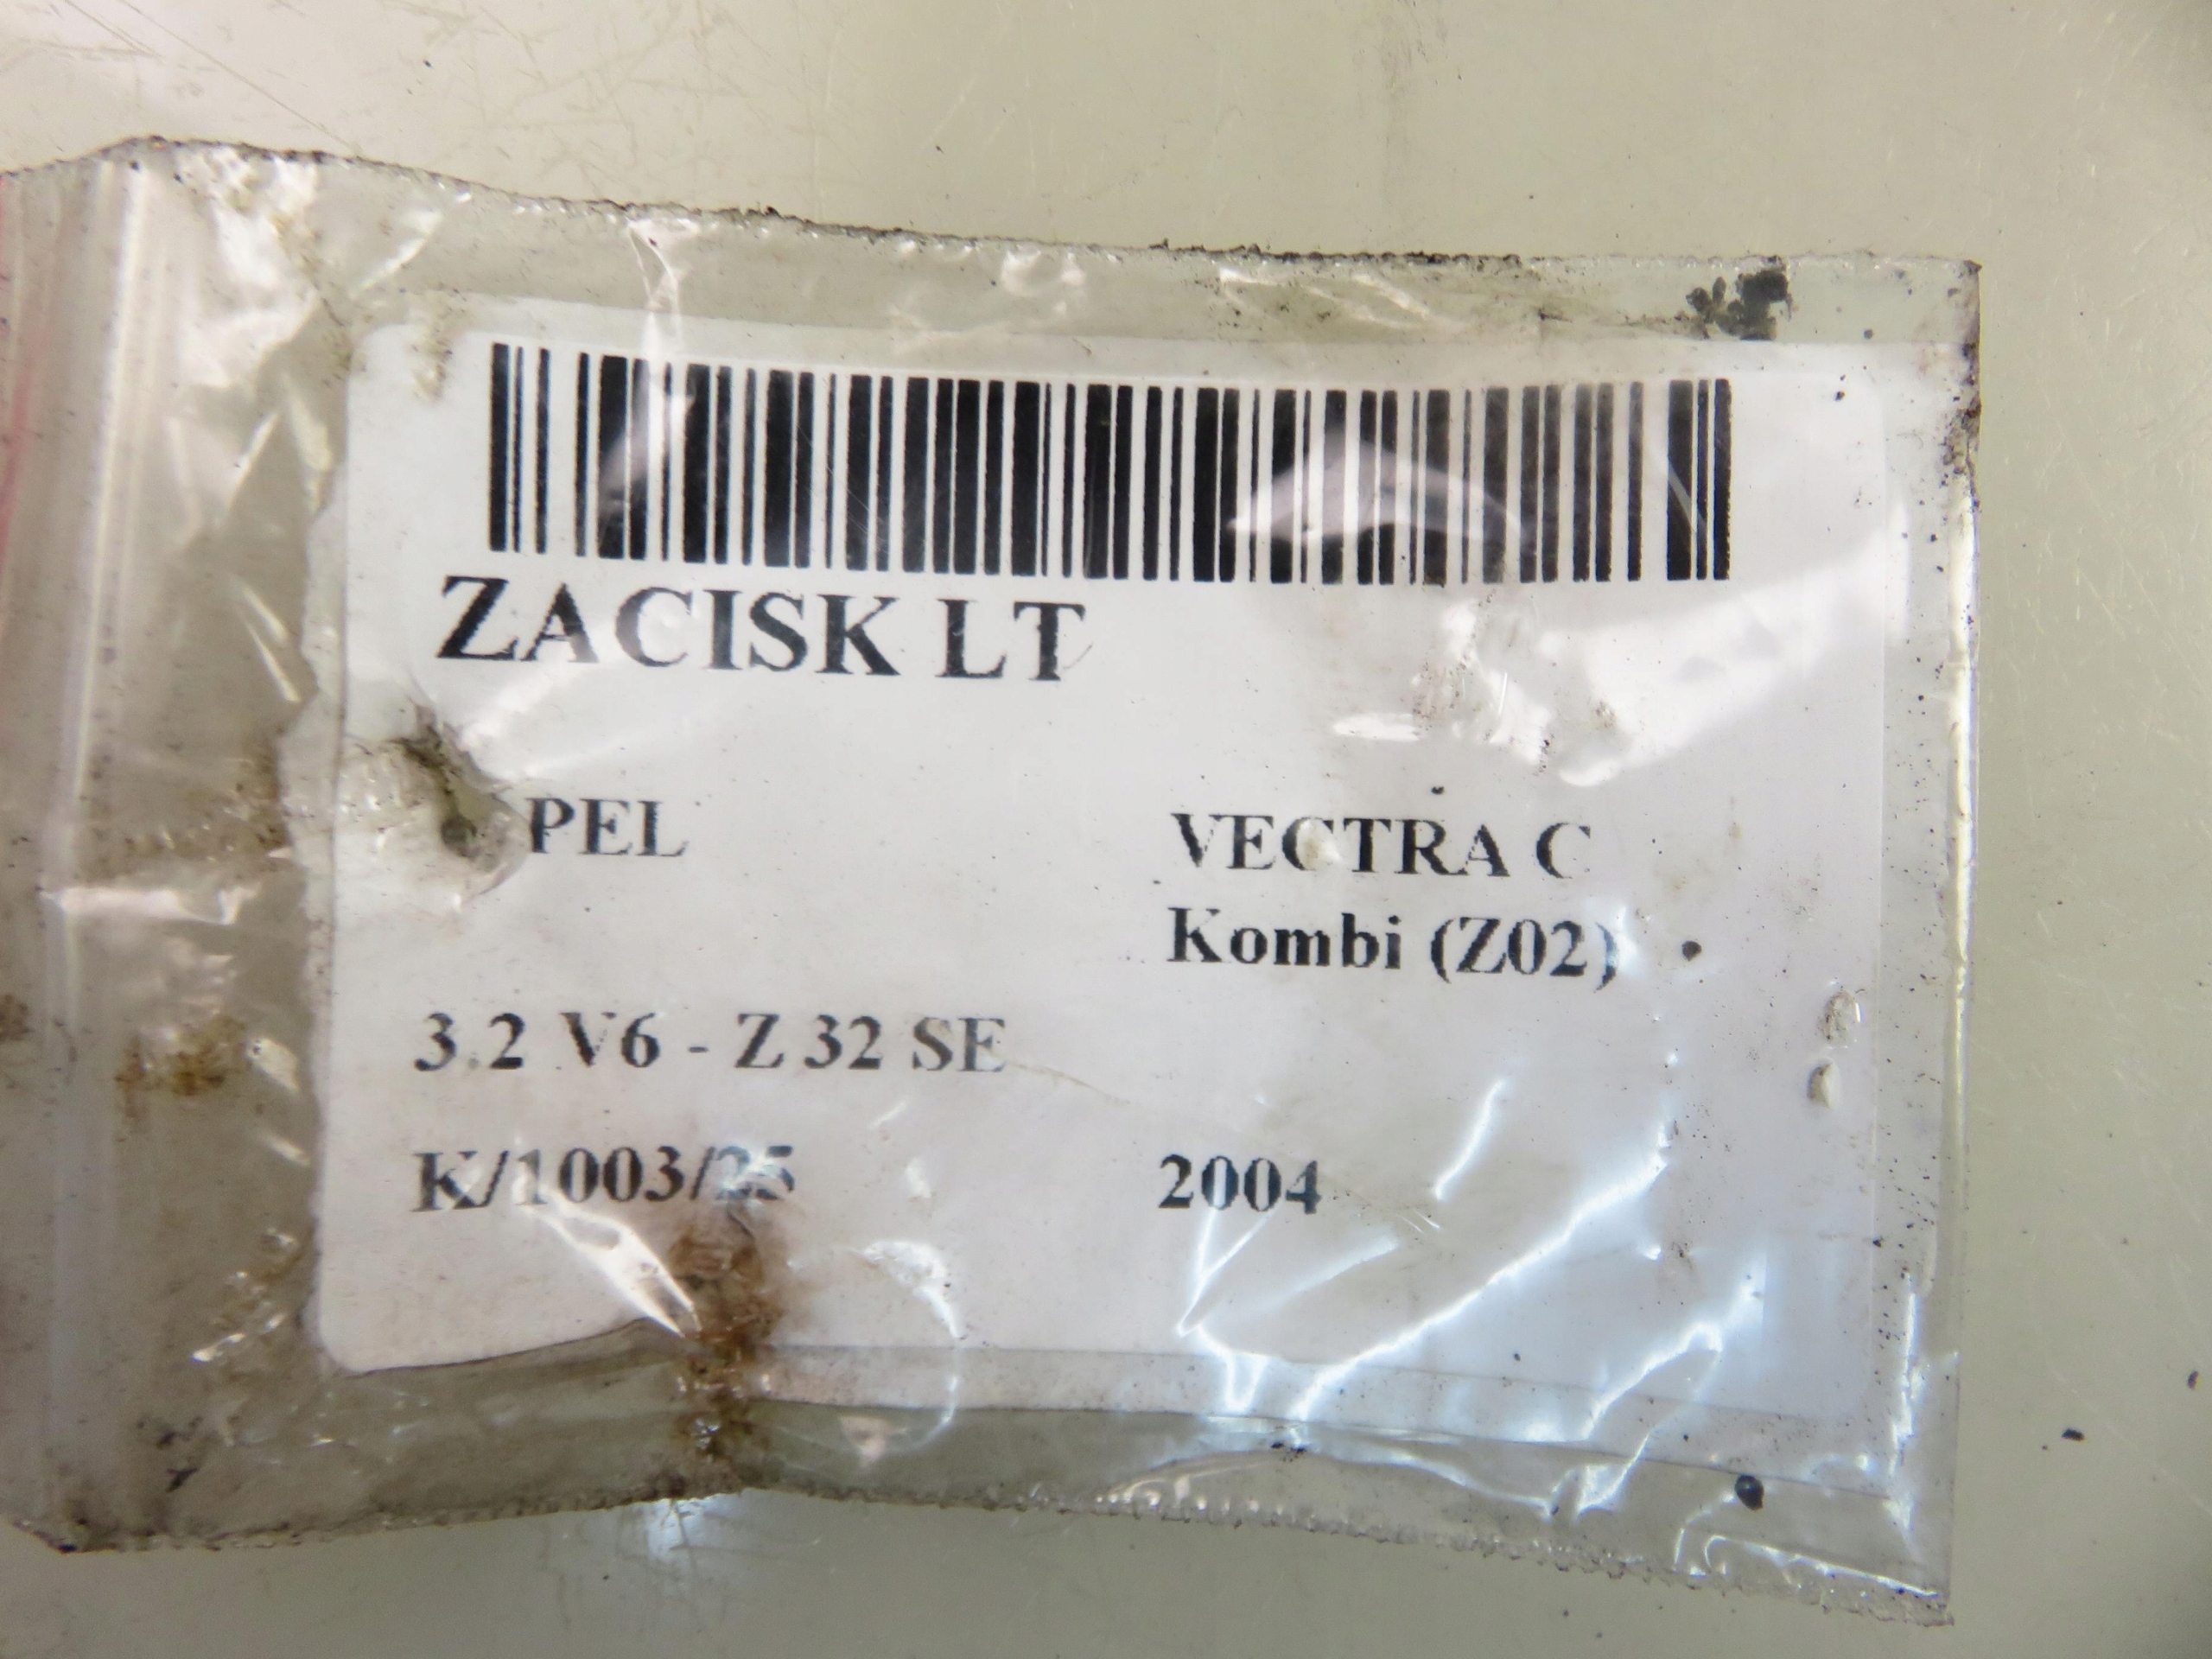 ZACISK LT
PEL VECTRA C
Kombi (Z02)
3.2 V6 - Z 32 SE
K/1003/25 2004